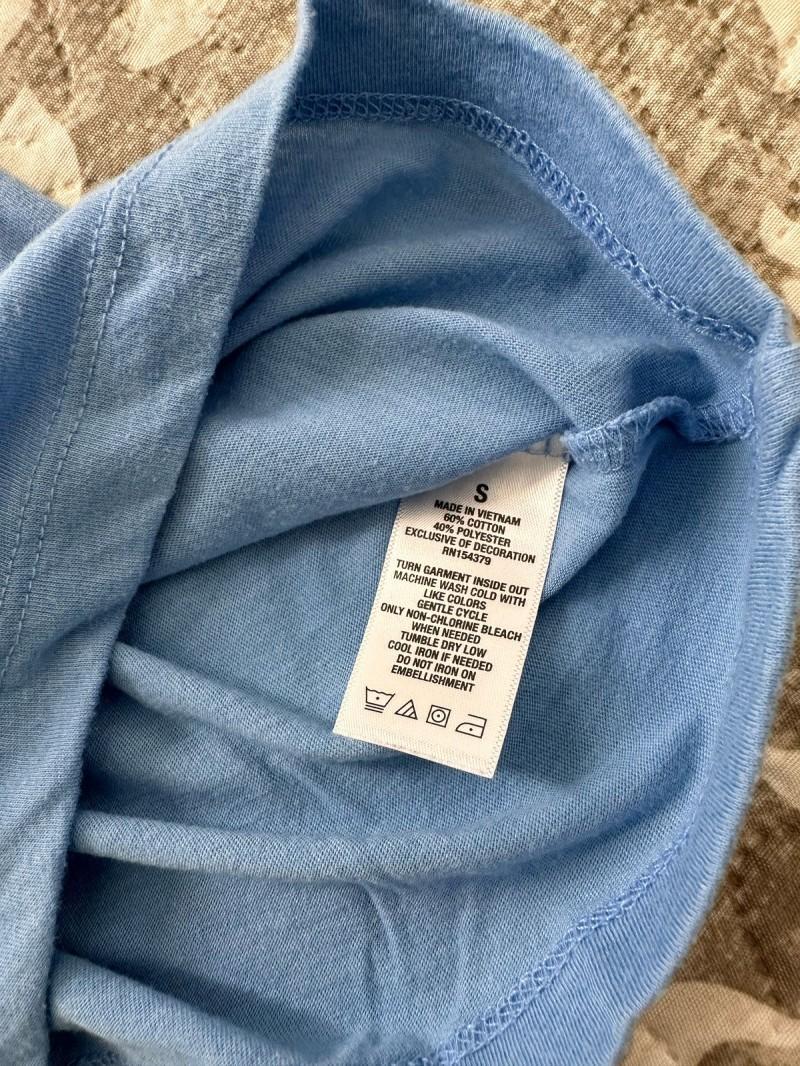 S
MADE IN VIETNAM
60% COTTON
40% POLYESTER
EXCLUSIVE OF DECORATION
RN154379
TURN GARMENT INSIDE OUT
MACHINE WASH COLD WITH
LIKE COLORS
GENTLE CYCLE
ONLY NON-CHLORINE BLEACH
WHEN NEEDED
TUMBLE DRY LOW
COOL IRON IF NEEDED
DO NOT IRON ON
EMBELLISHMENT